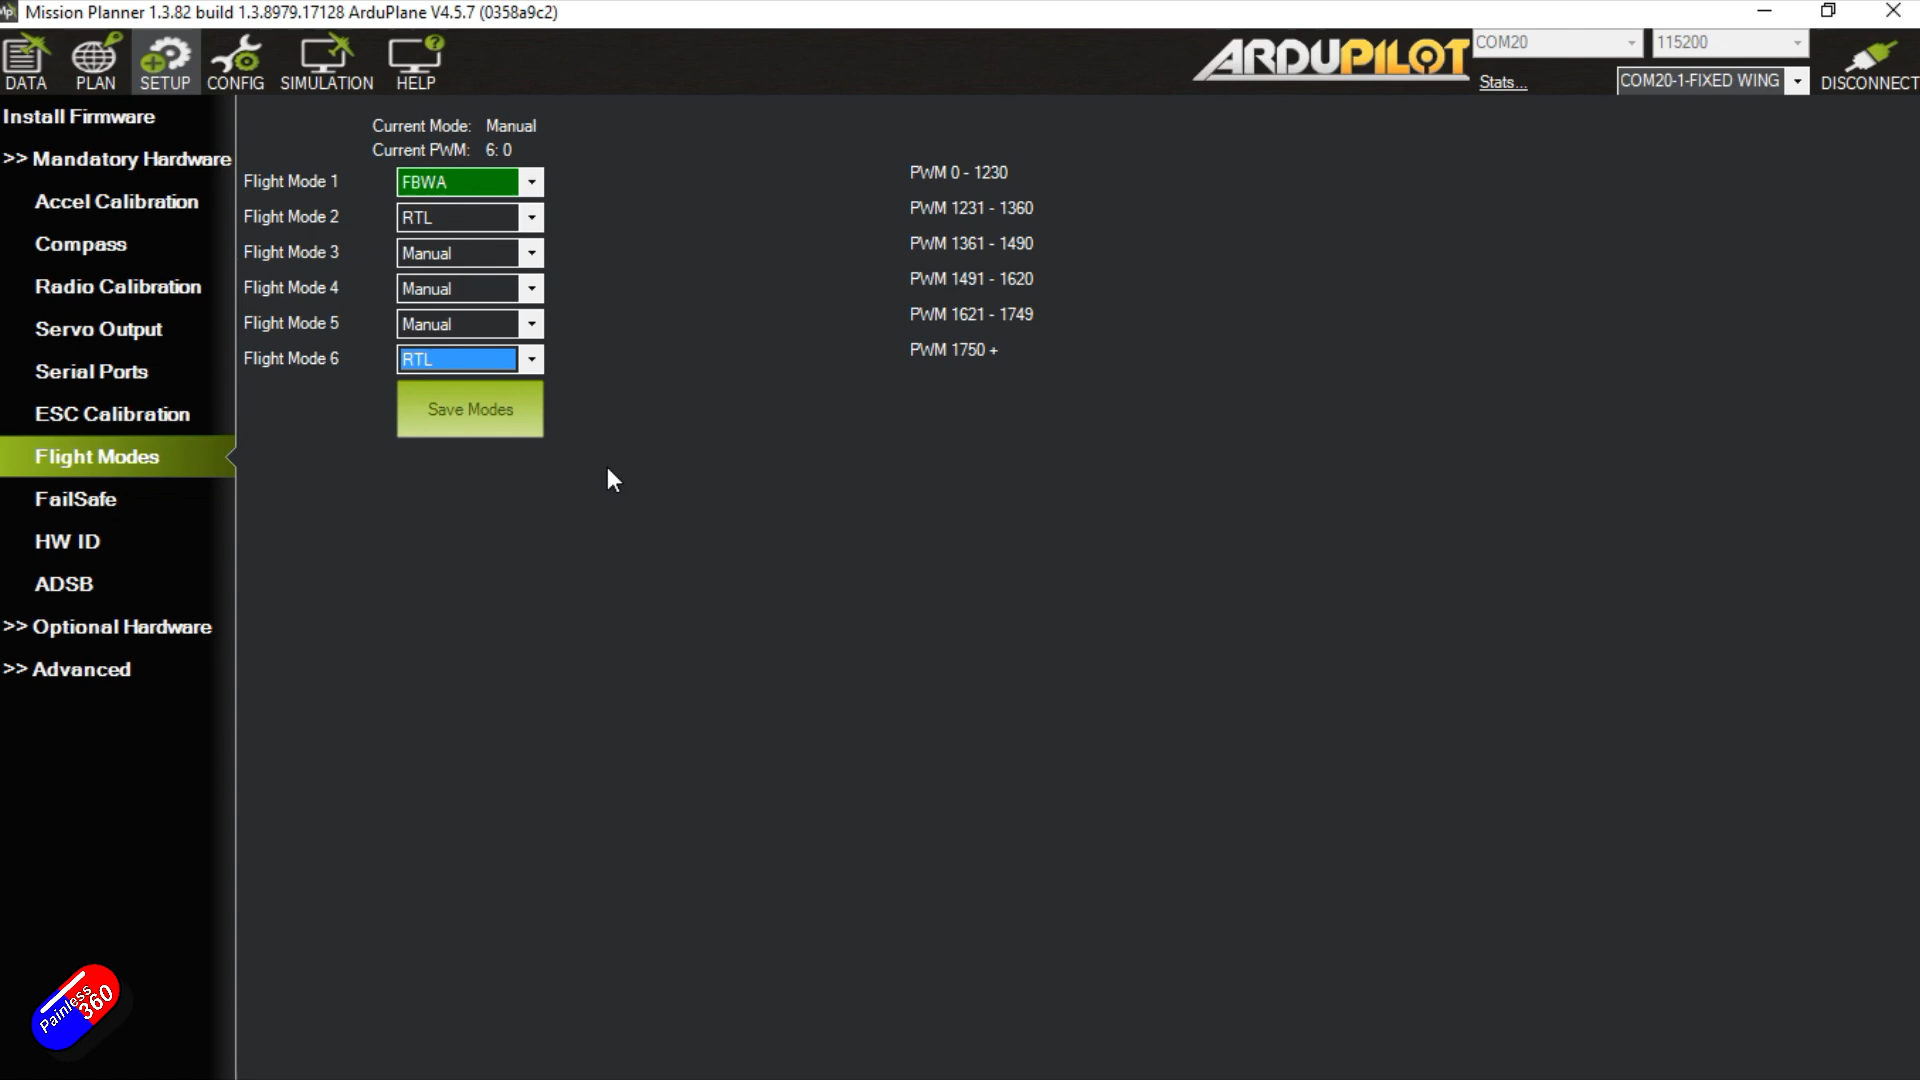 Mission Planner 1.3.82 build 1.3.8979.17128 ArduPlane V4.5.7 (0358a9c2)
DATA PLAN SETUP CONFIG SIMULATION HELP
ARDUPILOT
COM20 115200
Stats... COM20-1-FIXED WING DISCONNECT
Install Firmware
>> Mandatory Hardware
Accel Calibration
Compass
Radio Calibration
Servo Output
Serial Ports
ESC Calibration
Flight Modes
FailSafe
HW ID
ADSB
>> Optional Hardware
>> Advanced
Current Mode: Manual
Current PWM: 6: 0
Flight Mode 1 FBWA PWM 0 - 1230
Flight Mode 2 RTL PWM 1231 - 1360
Flight Mode 3 Manual PWM 1361 - 1490
Flight Mode 4 Manual PWM 1491 - 1620
Flight Mode 5 Manual PWM 1621 - 1749
Flight Mode 6 RTL PWM 1750 +
Save Modes
Painless
360